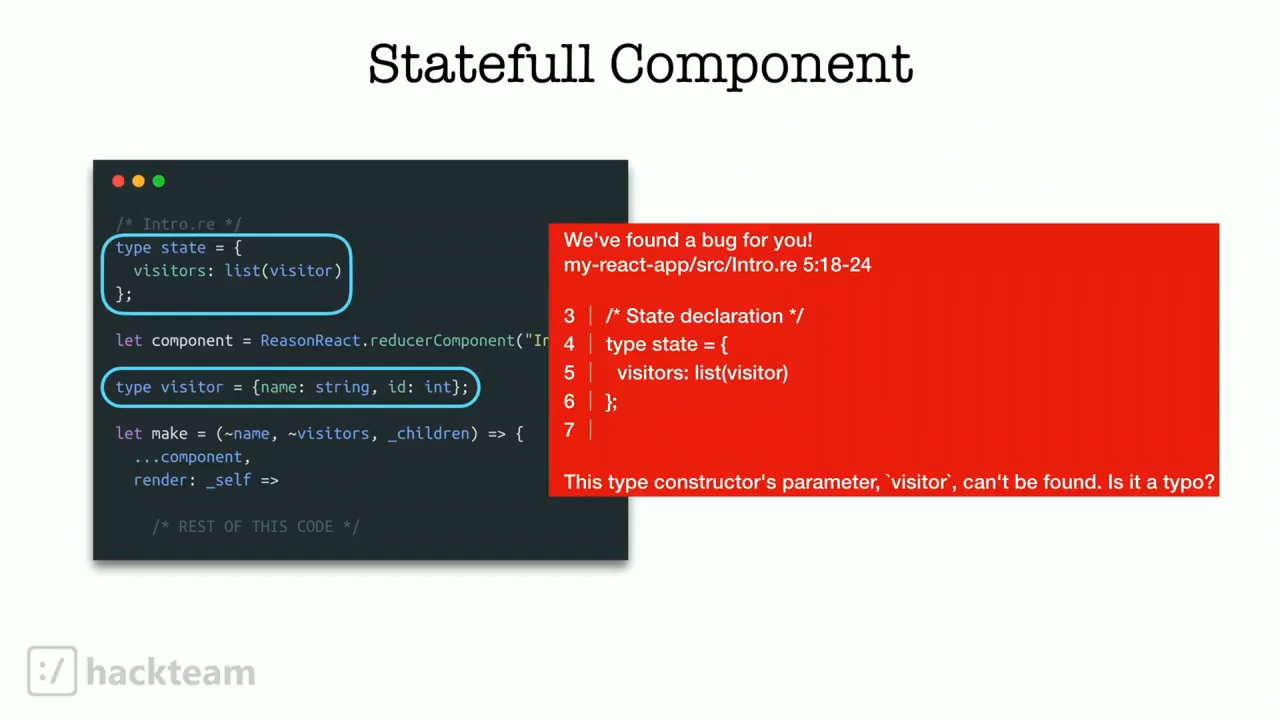 Statefull Component
/* Intro.re */
type state = {
visitors: list(visitor)
};
let component = ReasonReact.reducerComponent("In
type visitor = {name: string, id: int};
let make = (~name, ~visitors, _children) => {
...component,
render: _self =>
/* REST OF THIS CODE */
We've found a bug for you!
my-react-app/src/Intro.re 5:18-24
3 | /* State declaration */
4 | type state = {
5 | visitors: list(visitor)
6 | };
7 |
This type constructor's parameter, `visitor`, can't be found. Is it a typo?
:/ hackteam